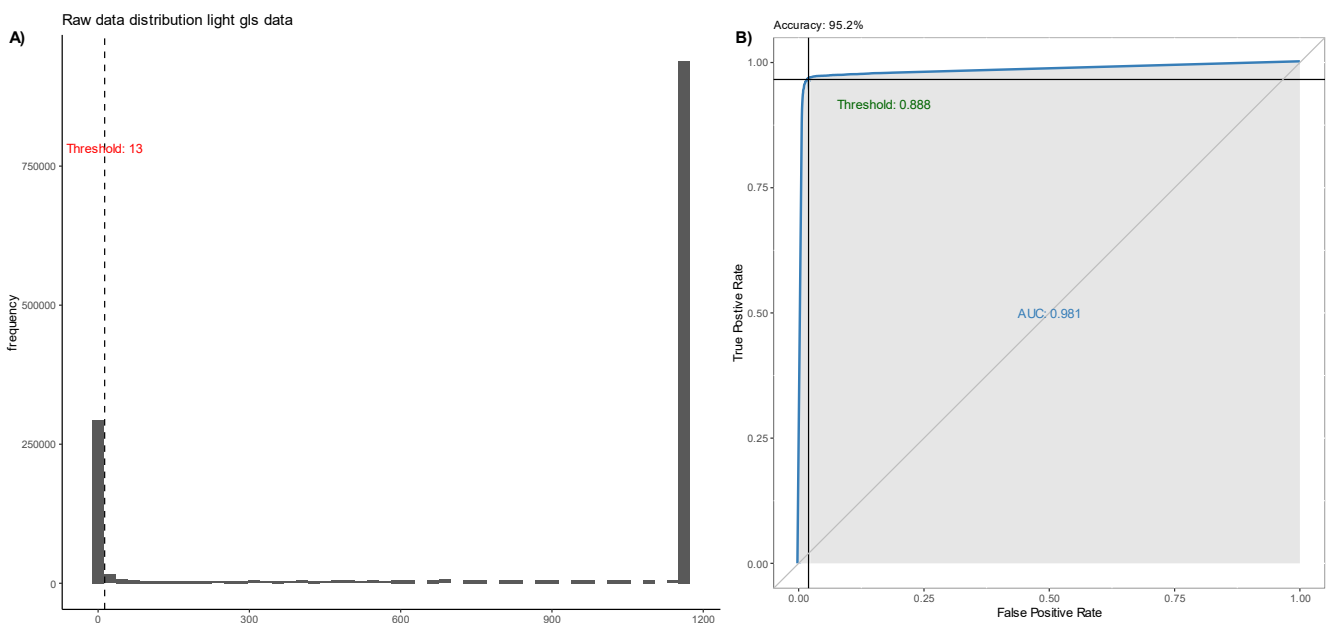 A)
Raw data distribution light gls data
Threshold: 13
frequency
750000
500000
250000
0
0 300 600 900 1200
B)
Accuracy: 95.2%
Threshold: 0.888
AUC: 0.981
True Postive Rate
1.00
0.75
0.50
0.25
0.00
0.00 0.25 0.50 0.75 1.00
False Positive Rate